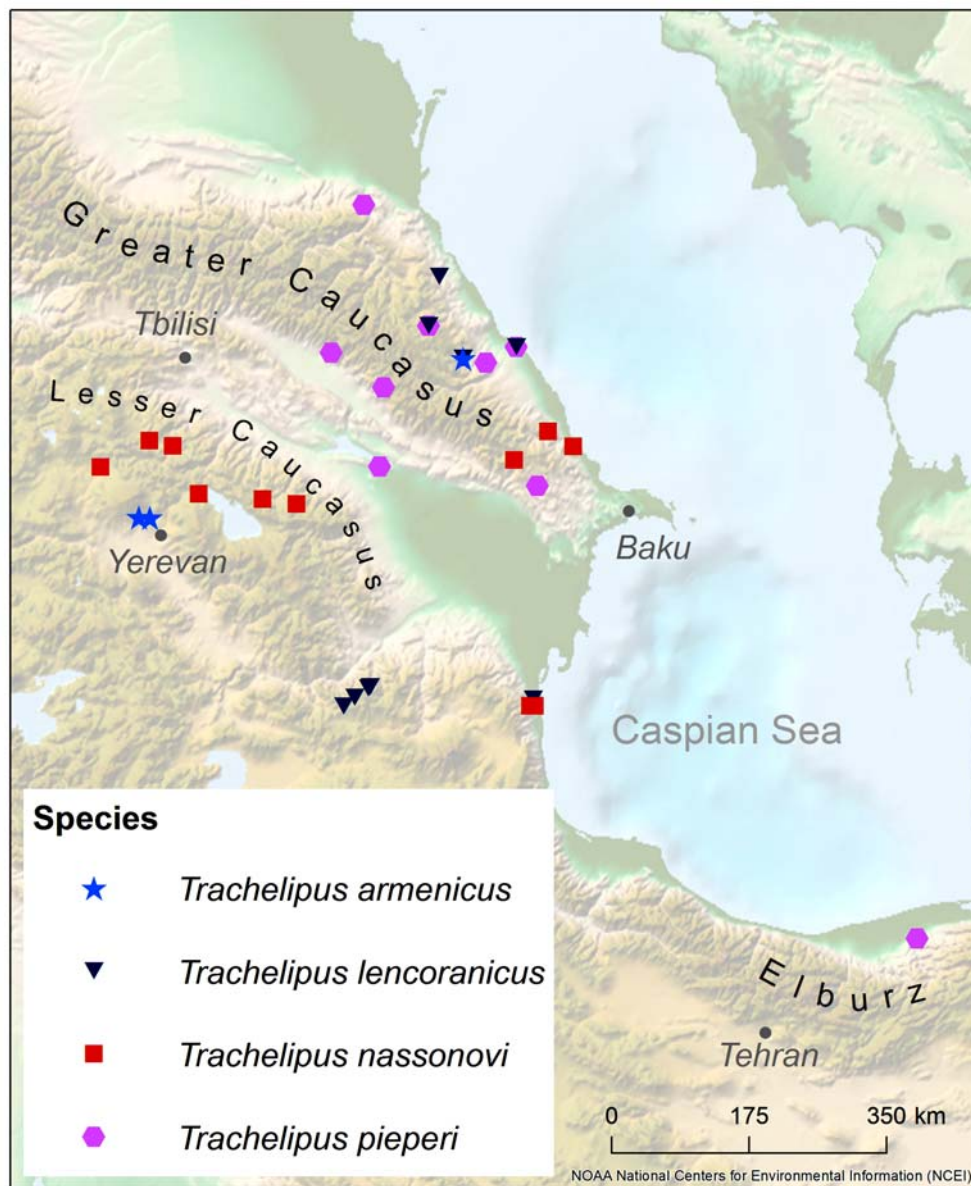 Greater Caucasus
Tbilisi
Lesser Caucasus
Yerevan
Baku
Caspian Sea
Species
Trachelipus armenicus
Trachelipus lencoranicus
Trachelipus nassonovi
Trachelipus pieperi
Elburz
Tehran
0 175 350 km
NOAA National Centers for Environmental Information (NCEI)